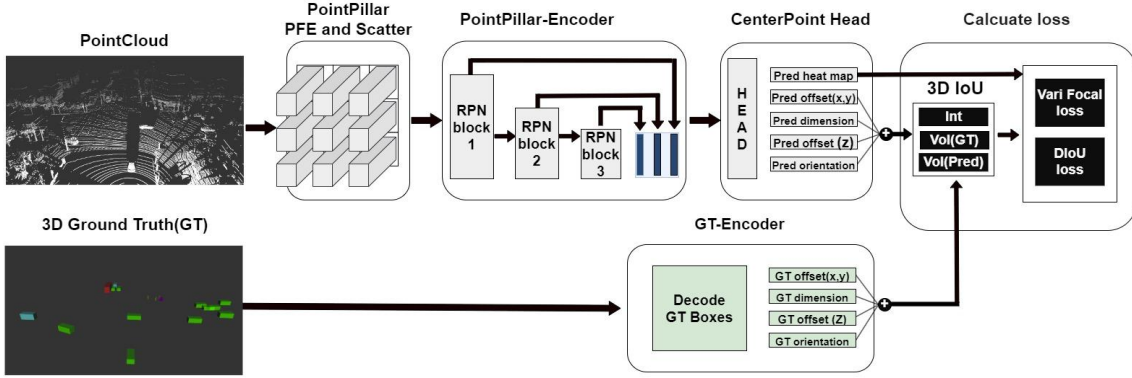 PointCloud
PointPillar
PFE and Scatter
PointPillar-Encoder
RPN
block
1
RPN
block
2
RPN
block
3
CenterPoint Head
H
E
A
D
Pred heat map
Pred offset(x,y)
Pred dimension
Pred offset (z)
Pred orientation
Calcuate loss
3D IoU
Int
Vol(GT)
Vol(Pred)
Vari Focal
loss
DIoU
loss
3D Ground Truth(GT)
GT-Encoder
Decode
GT Boxes
GT offset(x,y)
GT dimension
GT offset (Z)
GT orientation